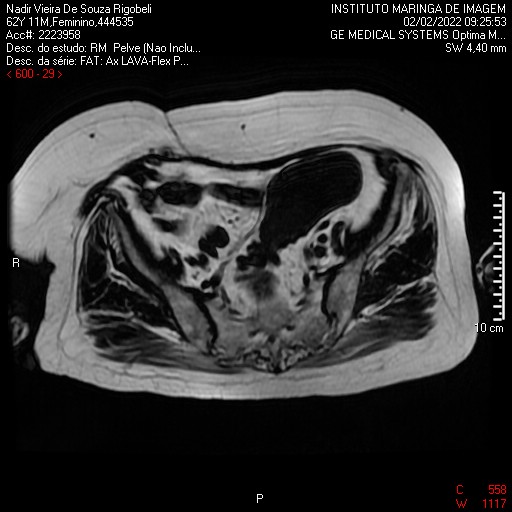 Nadir Vieira De Souza Rigobeli
62Y 11M,Feminino,444535
Acc#: 2223958
Desc. do estudo: RM Pelve (Nao Inclu...
Desc. da série: FAT: Ax LAVA-Flex P...
< 600 - 29 >
INSTITUTO MARINGA DE IMAGEM
02/02/2022 09:25:53
GE MEDICAL SYSTEMS Optima M...
SW 4,40 mm
R
10 cm
P
C 558
W 1117